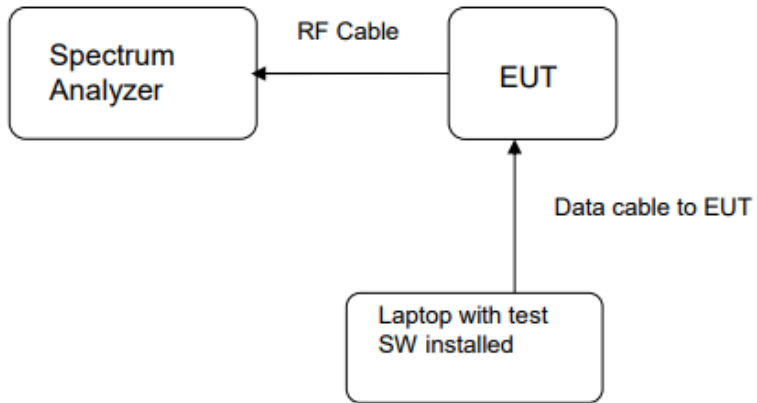 RF Cable
Spectrum
Analyzer
EUT
Data cable to EUT
Laptop with test
SW installed